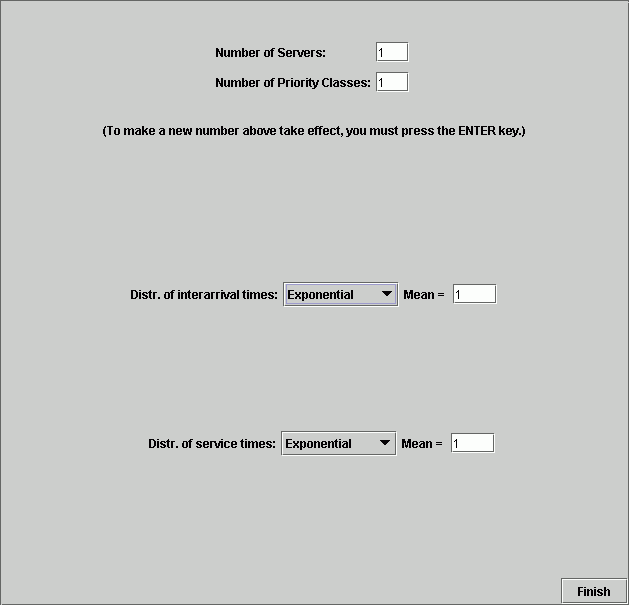 Number of Servers: 1
Number of Priority Classes: 1
(To make a new number above take effect, you must press the ENTER key.)
Distr. of interarrival times: Exponential Mean = 1
Distr. of service times: Exponential Mean = 1
Finish